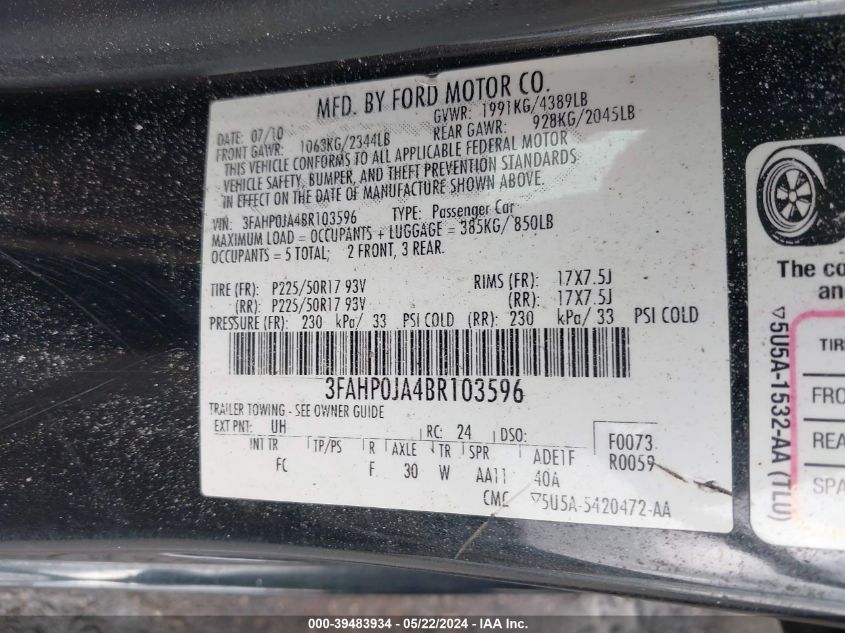 MFD. BY FORD MOTOR CO.
DATE: 07/10 GVWR: 1991KG/4389LB
FRONT GAWR: 1063KG/2344LB REAR GAWR: 928KG/2045LB
THIS VEHICLE CONFORMS TO ALL APPLICABLE FEDERAL MOTOR
VEHICLE SAFETY, BUMPER, AND THEFT PREVENTION STANDARDS
IN EFFECT ON THE DATE OF MANUFACTURE SHOWN ABOVE.
VIN: 3FAHP0JA4BR103596 TYPE: Passenger Car
MAXIMUM LOAD = OCCUPANTS + LUGGAGE = 385KG/ 850LB
OCCUPANTS = 5 TOTAL; 2 FRONT, 3 REAR.
TIRE (FR): P225/50R17 93V RIMS (FR): 17X7.5J
(RR): P225/50R17 93V (RR): 17X7.5J
PRESSURE (FR): 230 kPa/ 33 PSI COLD (RR): 230 kPa/ 33 PSI COLD
3FAHP0JA4BR103596
TRAILER TOWING - SEE OWNER GUIDE
EXT PNT: UH RC: 24 DSO: F0073
INT TR TP/PS R AXLE TR SPR ADE1F R0059
FC F 30 W AA11 40A
CMC ▽5U5A-5420472-AA
The co
an
▽5U5A-1532-AA (TLU)
TIR
FRO
REA
SPA
000-39483934 - 05/22/2024 - IAA Inc.